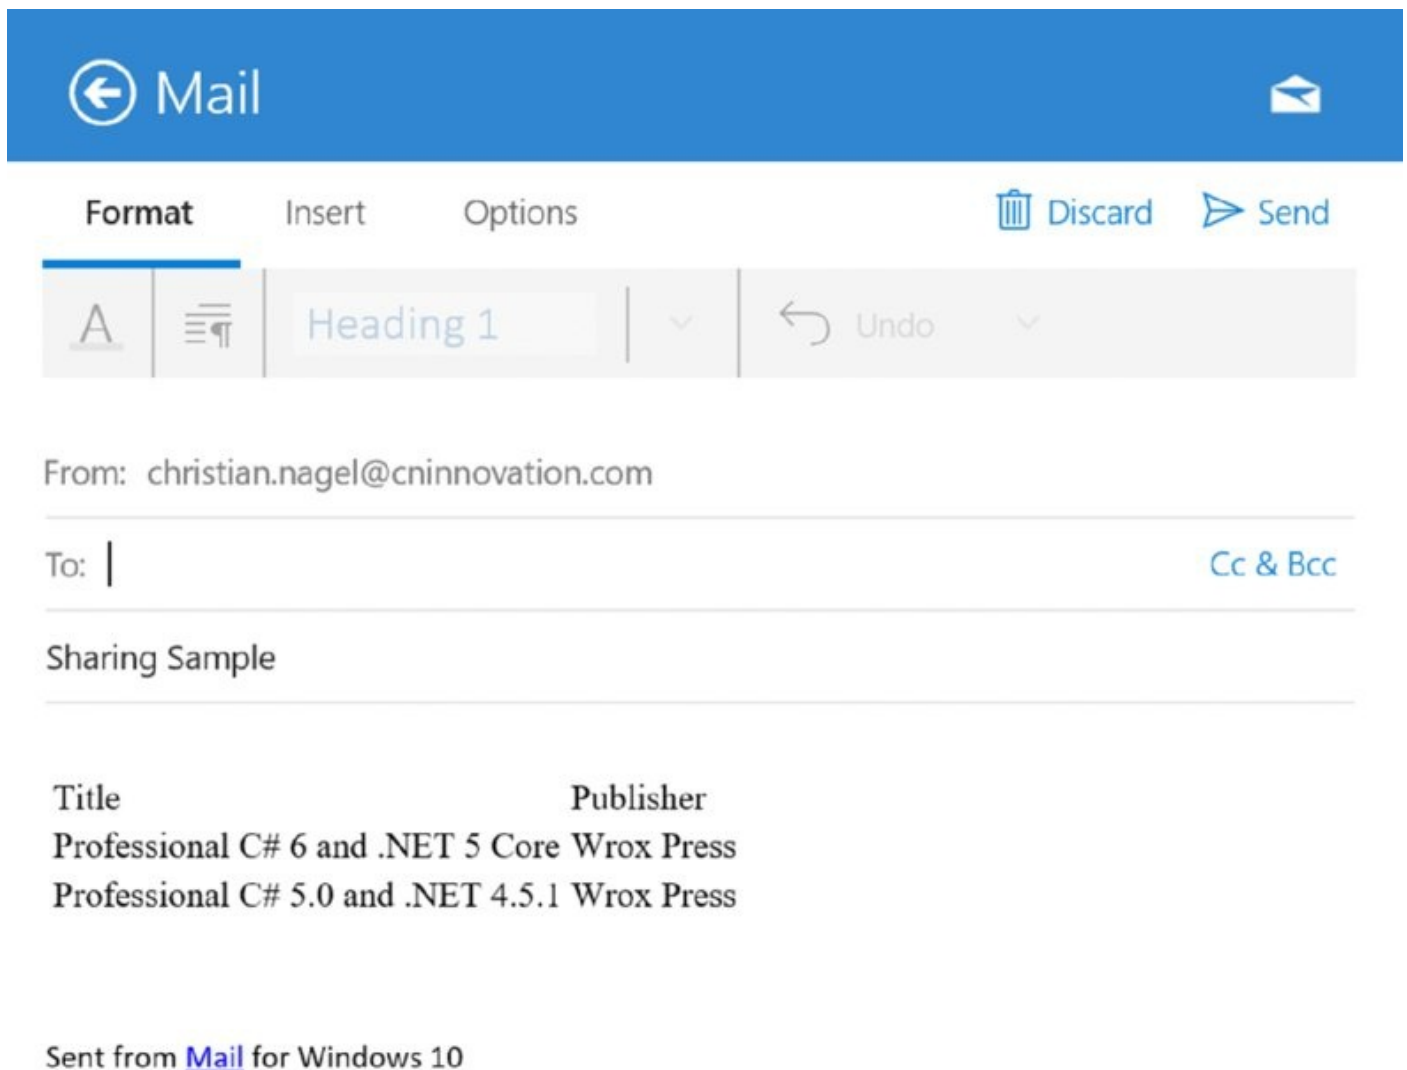 Mail
Format Insert Options Discard Send
A Heading 1 Undo
From: christian.nagel@cninnovation.com
To: Cc & Bcc
Sharing Sample
Title Publisher
Professional C# 6 and .NET 5 Core Wrox Press
Professional C# 5.0 and .NET 4.5.1 Wrox Press
Sent from Mail for Windows 10